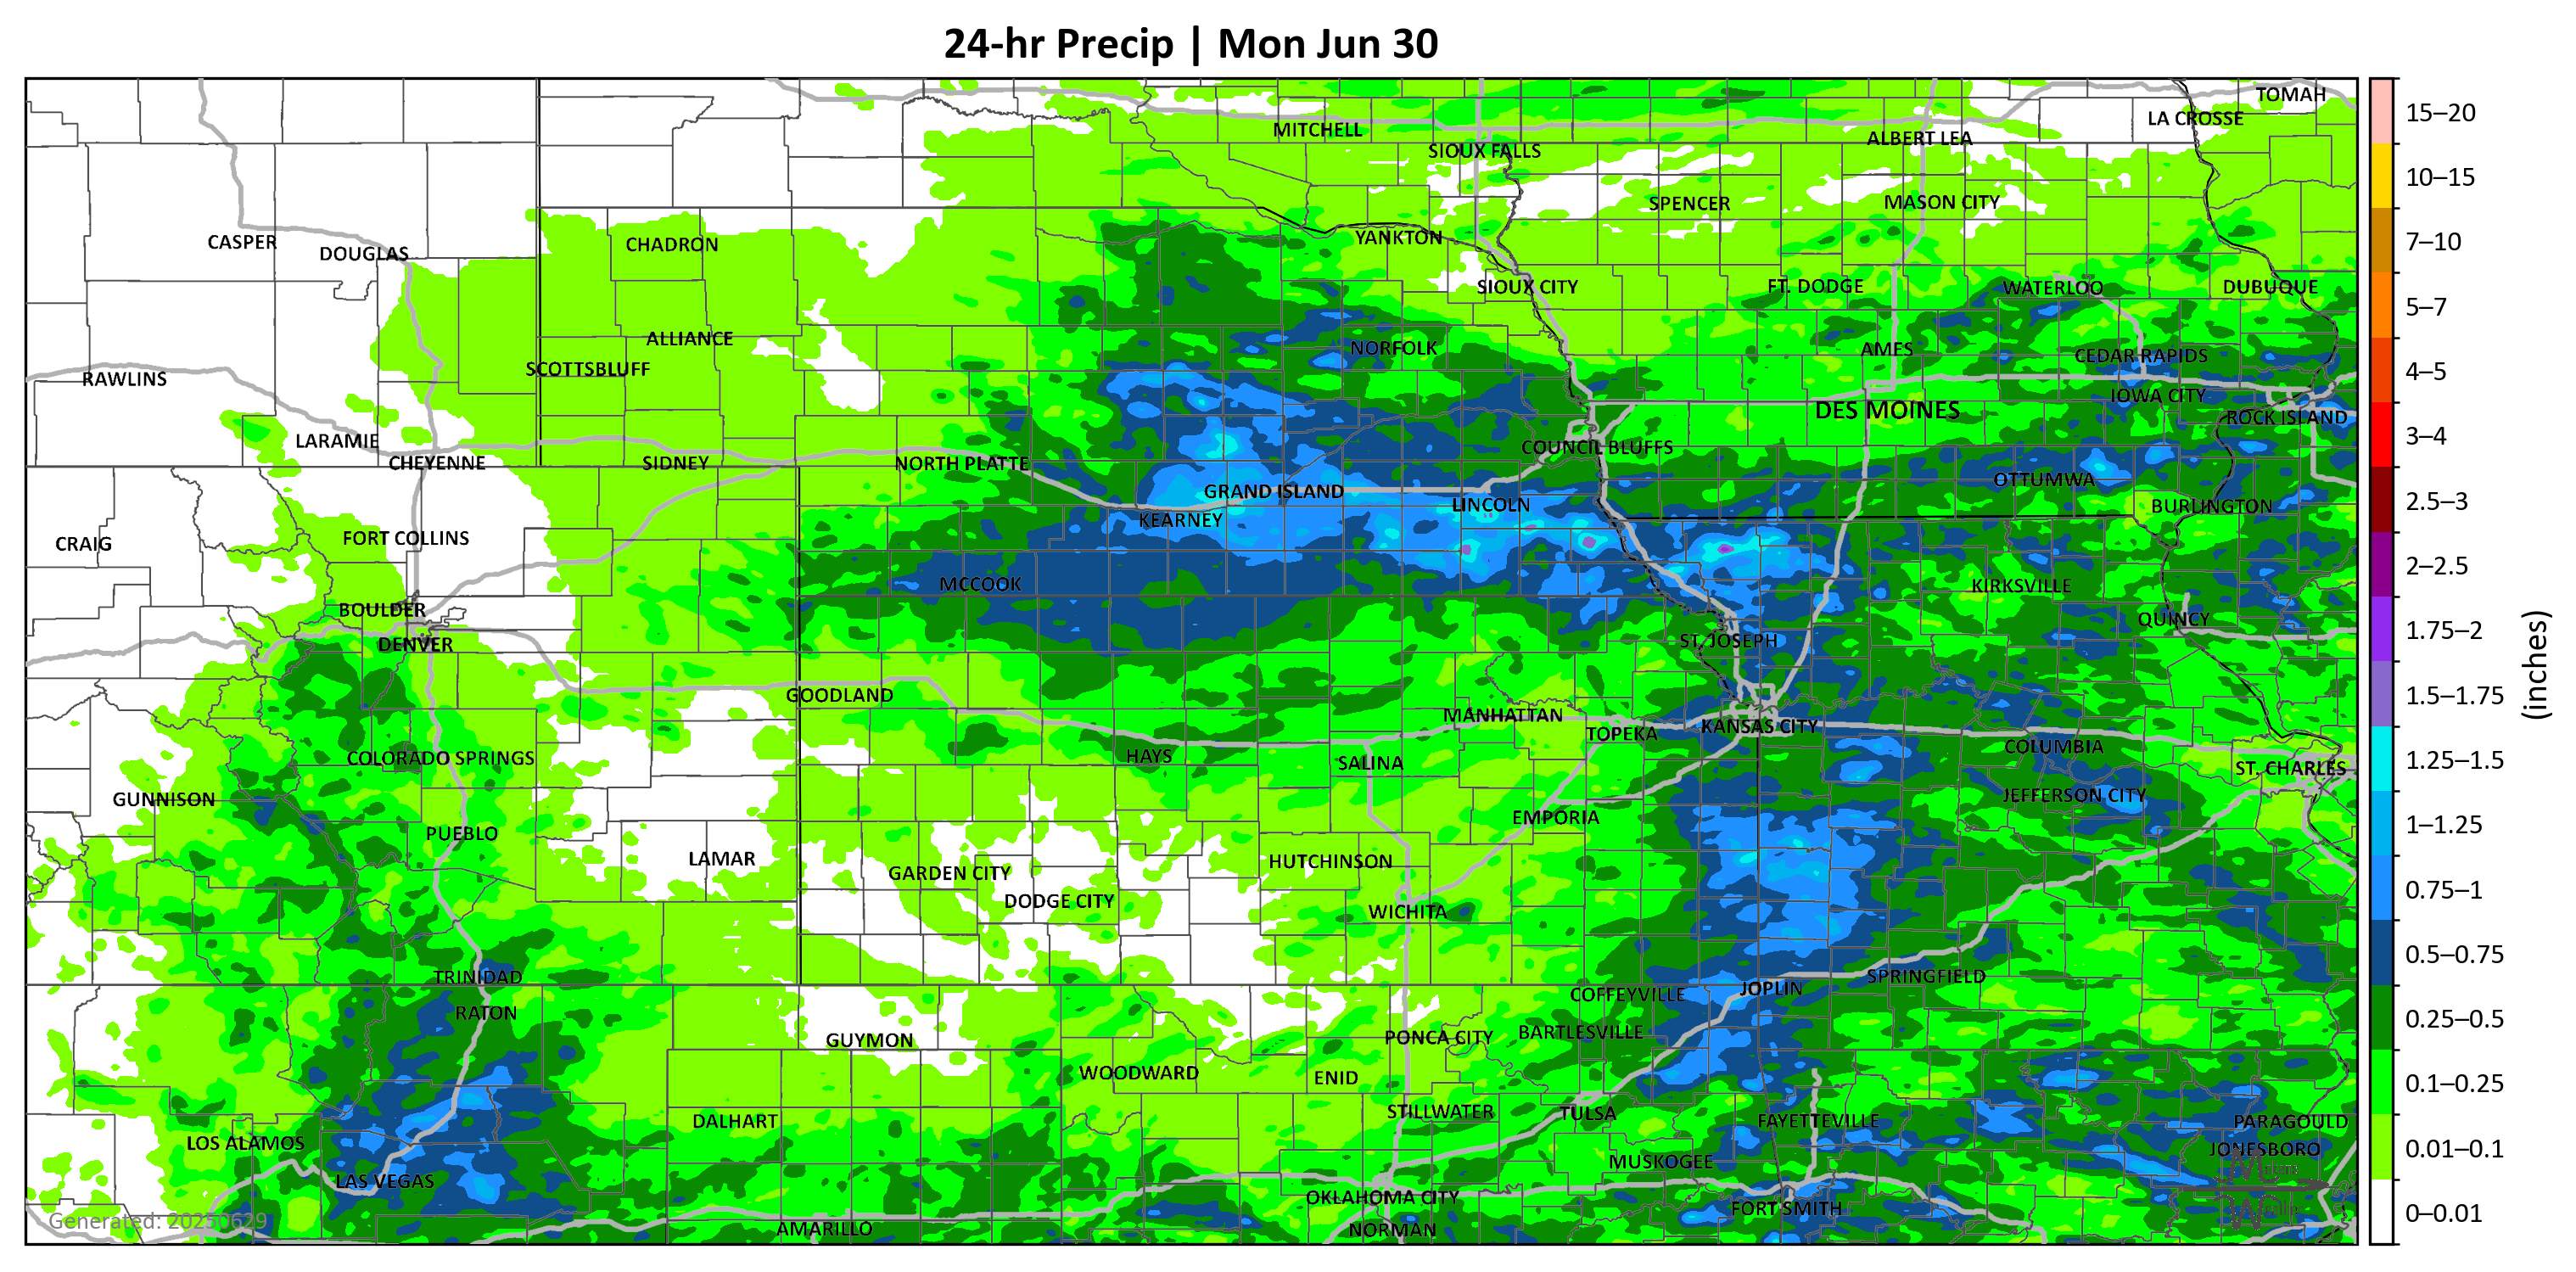 24-hr Precip | Mon Jun 30
TOMAH
LA CROSSE
MITCHELL
ALBERT LEA
SIOUX FALLS
SPENCER
MASON CITY
CASPER
DOUGLAS
CHADRON
YANKTON
SIOUX CITY
FT. DODGE
WATERLOO
DUBUQUE
ALLIANCE
NORFOLK
AMES
CEDAR RAPIDS
RAWLINS
SCOTTSBLUFF
IOWA CITY
DES MOINES
ROCK ISLAND
LARAMIE
COUNCIL BLUFFS
CHEYENNE
SIDNEY
NORTH PLATTE
OTTUMWA
GRAND ISLAND
LINCOLN
BURLINGTON
KEARNEY
CRAIG
FORT COLLINS
MCCOOK
KIRKSVILLE
BOULDER
QUINCY
DENVER
ST. JOSEPH
GOODLAND
MANHATTAN
TOPEKA
KANSAS CITY
COLUMBIA
COLORADO SPRINGS
HAYS
SALINA
ST. CHARLES
GUNNISON
JEFFERSON CITY
EMPORIA
PUEBLO
LAMAR
HUTCHINSON
GARDEN CITY
DODGE CITY
WICHITA
TRINIDAD
SPRINGFIELD
COFFEYVILLE
JOPLIN
RATON
GUYMON
PONCA CITY
BARTLESVILLE
WOODWARD
ENID
STILLWATER
TULSA
DALHART
FAYETTEVILLE
PARAGOULD
LOS ALAMOS
JONESBORO
MUSKOGEE
LAS VEGAS
OKLAHOMA CITY
FORT SMITH
AMARILLO
NORMAN
Generated: 20250629
15–20
10–15
7–10
5–7
4–5
3–4
2.5–3
2–2.5
1.75–2
1.5–1.75
1.25–1.5
1–1.25
0.75–1
0.5–0.75
0.25–0.5
0.1–0.25
0.01–0.1
0–0.01
(inches)